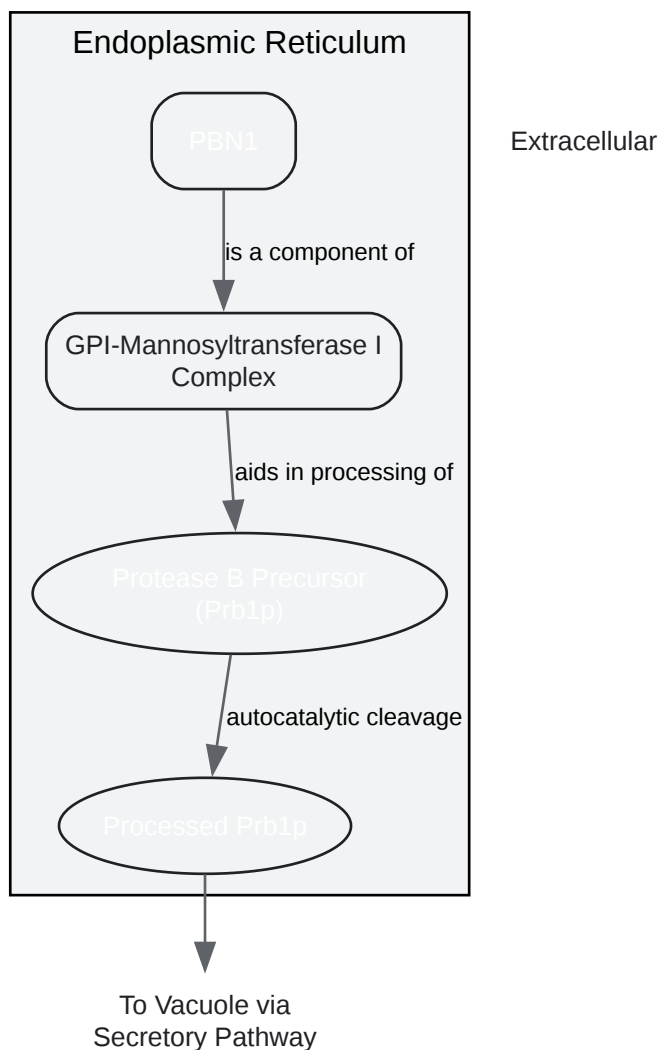 Endoplasmic Reticulum
PBN1
Extracellular
is a component of
GPI-Mannosyltransferase I
Complex
aids in processing of
Protease B Precursor
(Prb1p)
autocatalytic cleavage
Processed Prb1p
To Vacuole via
Secretory Pathway